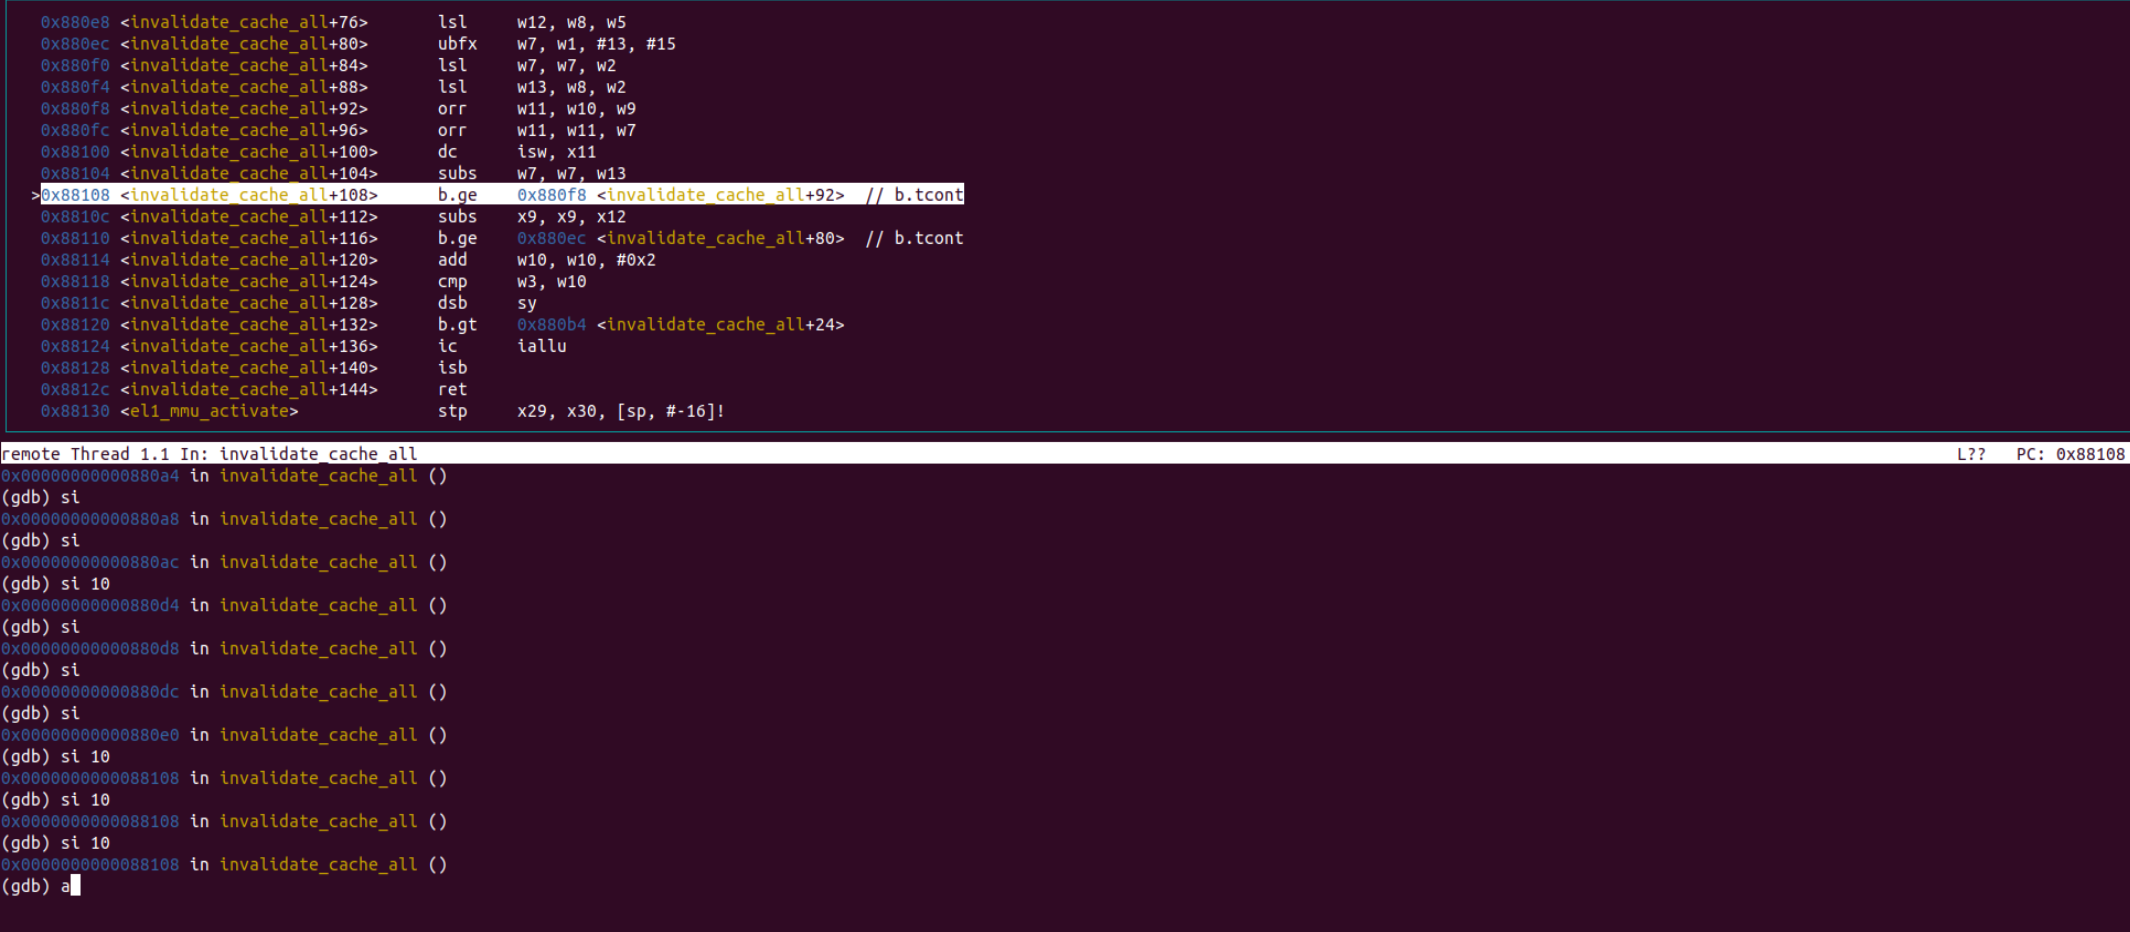 0x880e8 <invalidate_cache_all+76> lsl w12, w8, w5
0x880ec <invalidate_cache_all+80> ubfx w7, w1, #13, #15
0x880f0 <invalidate_cache_all+84> lsl w7, w7, w2
0x880f4 <invalidate_cache_all+88> lsl w13, w8, w2
0x880f8 <invalidate_cache_all+92> orr w11, w10, w9
0x880fc <invalidate_cache_all+96> orr w11, w11, w7
0x88100 <invalidate_cache_all+100> dc isw, x11
0x88104 <invalidate_cache_all+104> subs w7, w7, w13
>0x88108 <invalidate_cache_all+108> b.ge 0x880f8 <invalidate_cache_all+92> // b.tcont
0x8810c <invalidate_cache_all+112> subs x9, x9, x12
0x88110 <invalidate_cache_all+116> b.ge 0x880ec <invalidate_cache_all+80> // b.tcont
0x88114 <invalidate_cache_all+120> add w10, w10, #0x2
0x88118 <invalidate_cache_all+124> cmp w3, w10
0x8811c <invalidate_cache_all+128> dsb sy
0x88120 <invalidate_cache_all+132> b.gt 0x880b4 <invalidate_cache_all+24>
0x88124 <invalidate_cache_all+136> ic iallu
0x88128 <invalidate_cache_all+140> isb
0x8812c <invalidate_cache_all+144> ret
0x88130 <el1_mmu_activate> stp x29, x30, [sp, #-16]!
remote Thread 1.1 In: invalidate_cache_all L?? PC: 0x88108
0x00000000000880a4 in invalidate_cache_all ()
(gdb) si
0x00000000000880a8 in invalidate_cache_all ()
(gdb) si
0x00000000000880ac in invalidate_cache_all ()
(gdb) si 10
0x00000000000880d4 in invalidate_cache_all ()
(gdb) si
0x00000000000880d8 in invalidate_cache_all ()
(gdb) si
0x00000000000880dc in invalidate_cache_all ()
(gdb) si
0x00000000000880e0 in invalidate_cache_all ()
(gdb) si 10
0x0000000000088108 in invalidate_cache_all ()
(gdb) si 10
0x0000000000088108 in invalidate_cache_all ()
(gdb) si 10
0x0000000000088108 in invalidate_cache_all ()
(gdb) a